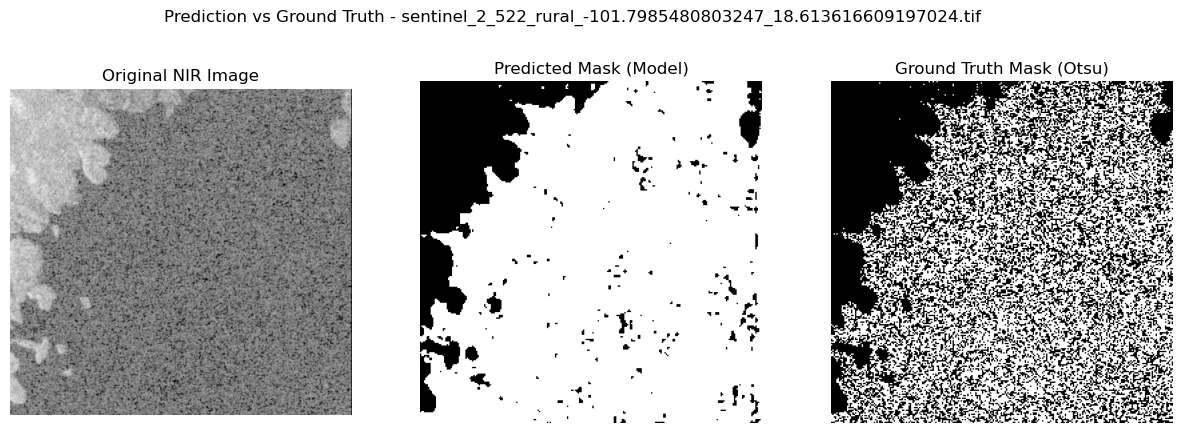 Prediction vs Ground Truth - sentinel_2_522_rural_-101.7985480803247_18.613616609197024.tif
Original NIR Image
Predicted Mask (Model)
Ground Truth Mask (Otsu)